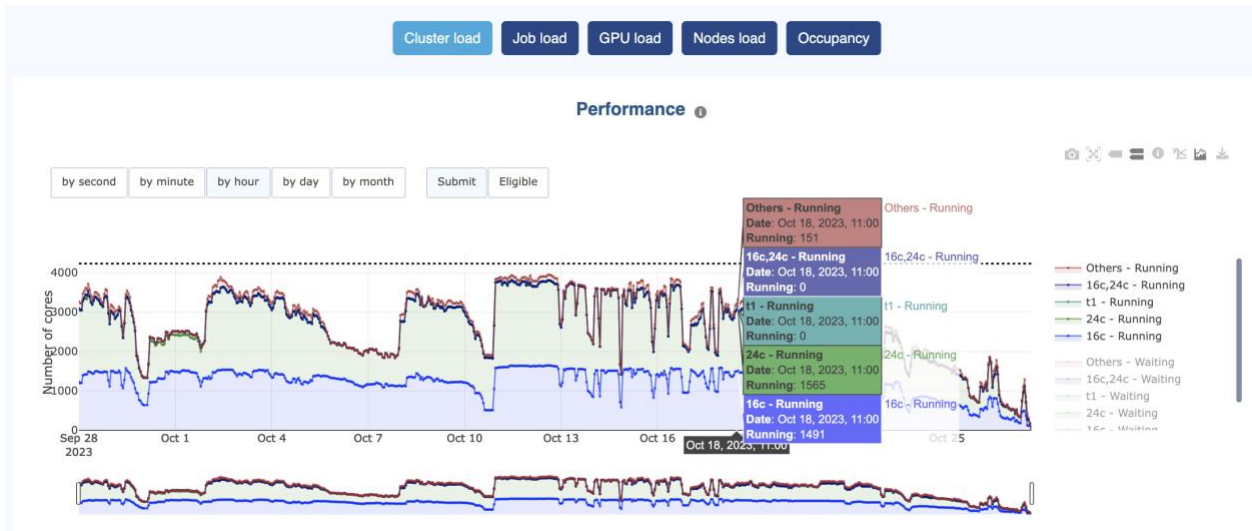 Cluster load
Job load
GPU load
Nodes load
Occupancy
Performance
by second
by minute
by hour
by day
by month
Submit
Eligible
Number of cores
4000
3000
2000
1000
0
Sep 28
2023
Oct 1
Oct 4
Oct 7
Oct 10
Oct 13
Oct 16
Oct 25
Oct 18, 2023, 11:00
Others - Running
Date: Oct 18, 2023, 11:00
Running: 151
Others - Running
16c,24c - Running
Date: Oct 18, 2023, 11:00
Running: 0
16c,24c - Running
t1 - Running
Date: Oct 18, 2023, 11:00
Running: 0
t1 - Running
24c - Running
Date: Oct 18, 2023, 11:00
Running: 1565
24c - Running
16c - Running
Date: Oct 18, 2023, 11:00
Running: 1491
16c - Running
Others - Running
16c,24c - Running
t1 - Running
24c - Running
16c - Running
Others - Waiting
16c,24c - Waiting
t1 - Waiting
24c - Waiting
16c - Waiting